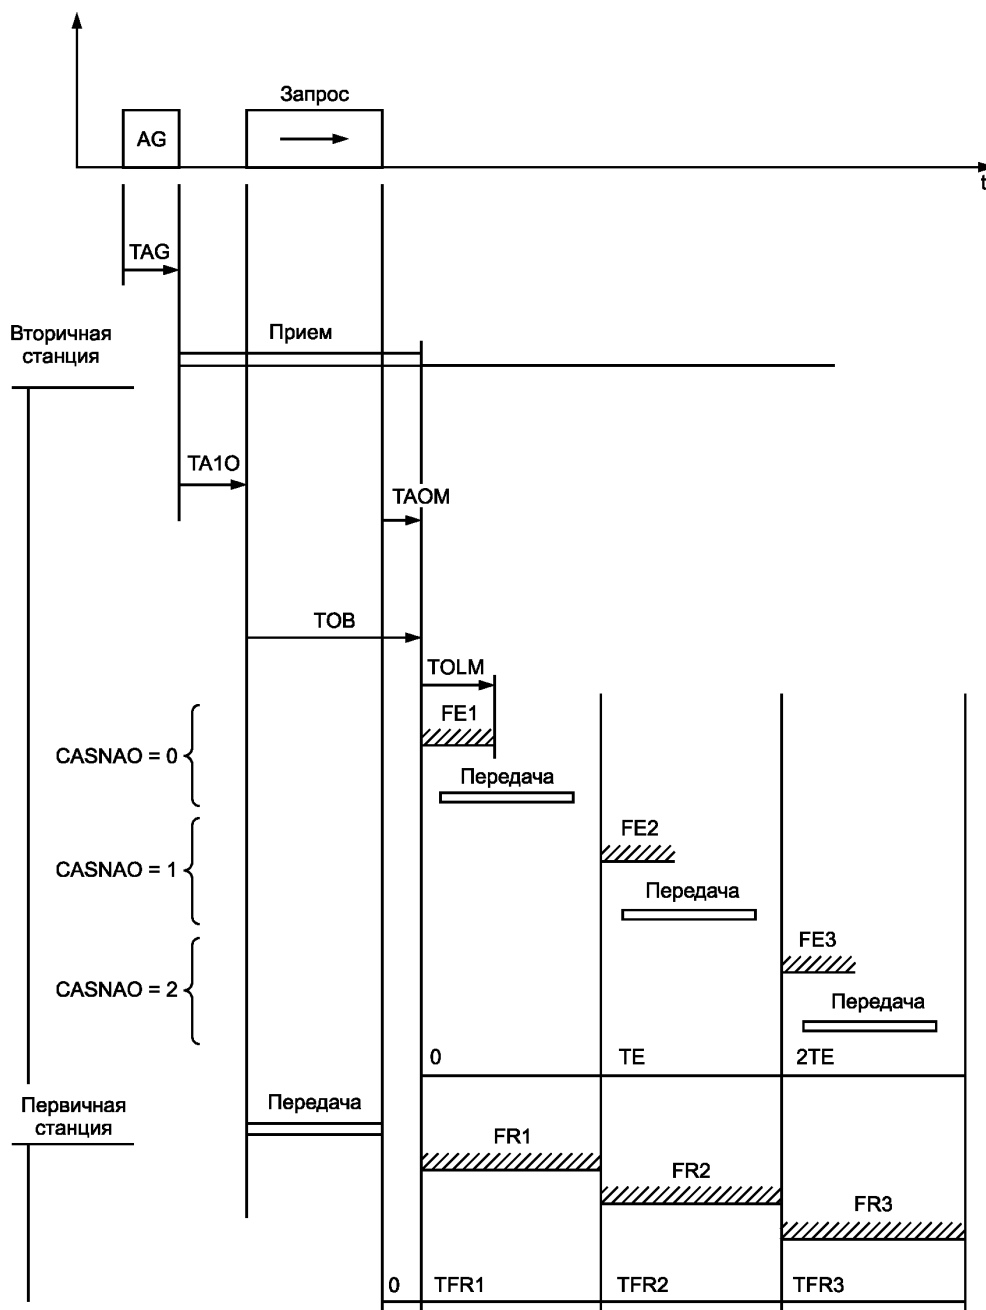 Запрос
AG
t
TAG
Вторичная
станция
Прием
TA1O
TAOM
TOB
TOLM
FE1
CASNAO = 0
Передача
FE2
CASNAO = 1
Передача
FE3
CASNAO = 2
Передача
0 TE 2TE
Первичная
станция
Передача
FR1
FR2
FR3
0 TFR1 TFR2 TFR3